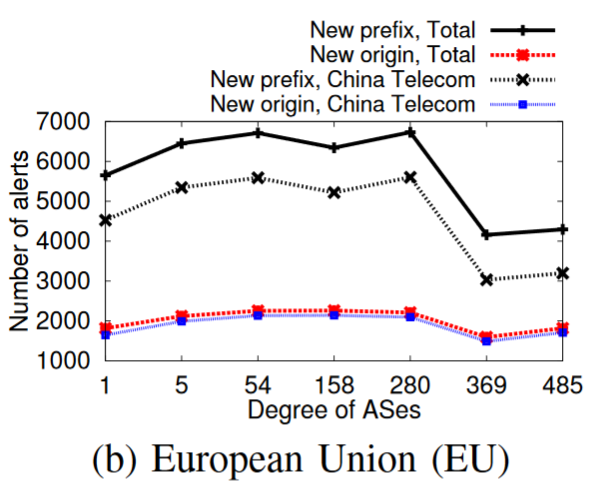 New prefix, Total
New origin, Total
New prefix, China Telecom
New origin, China Telecom
Number of alerts
7000
6000
5000
4000
3000
2000
1000
1 5 54 158 280 369 485
Degree of ASes
(b) European Union (EU)